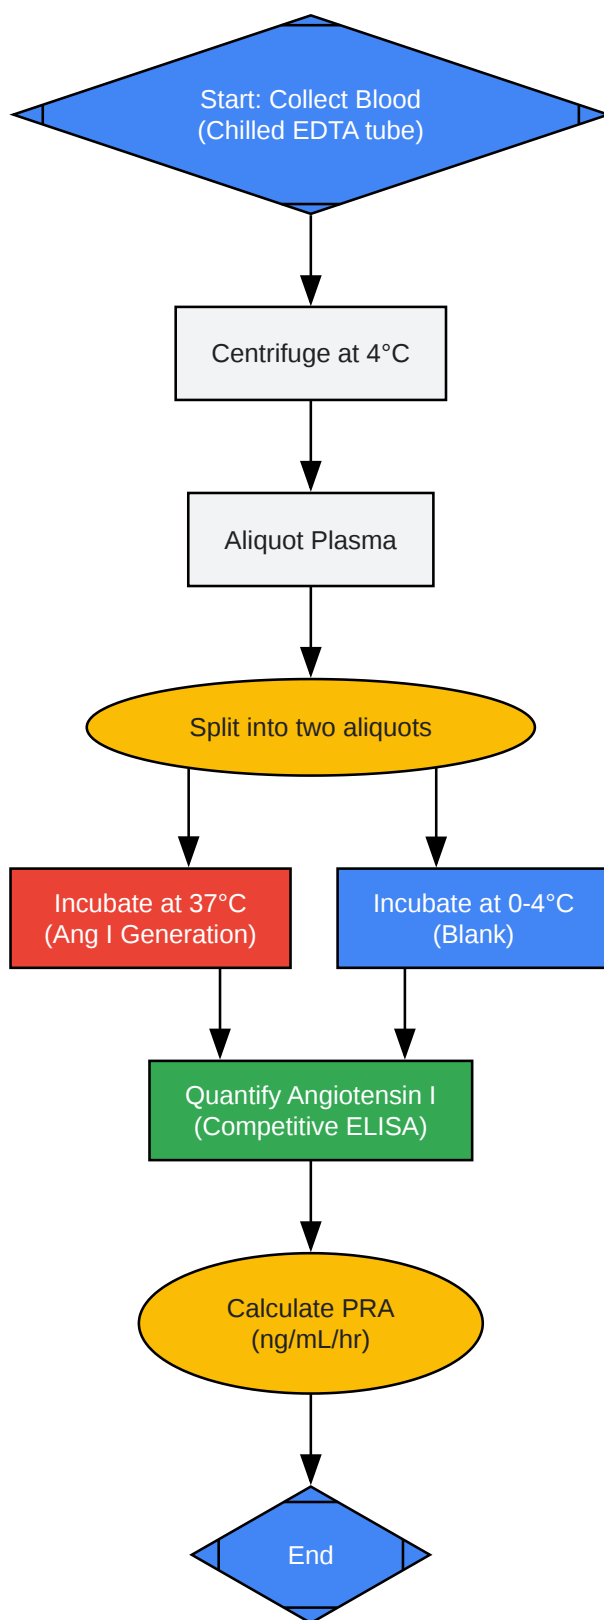 Start: Collect Blood
(Chilled EDTA tube)
Centrifuge at 4°C
Aliquot Plasma
Split into two aliquots
Incubate at 37°C
(Ang I Generation)
Incubate at 0-4°C
(Blank)
Quantify Angiotensin I
(Competitive ELISA)
Calculate PRA
(ng/mL/hr)
End